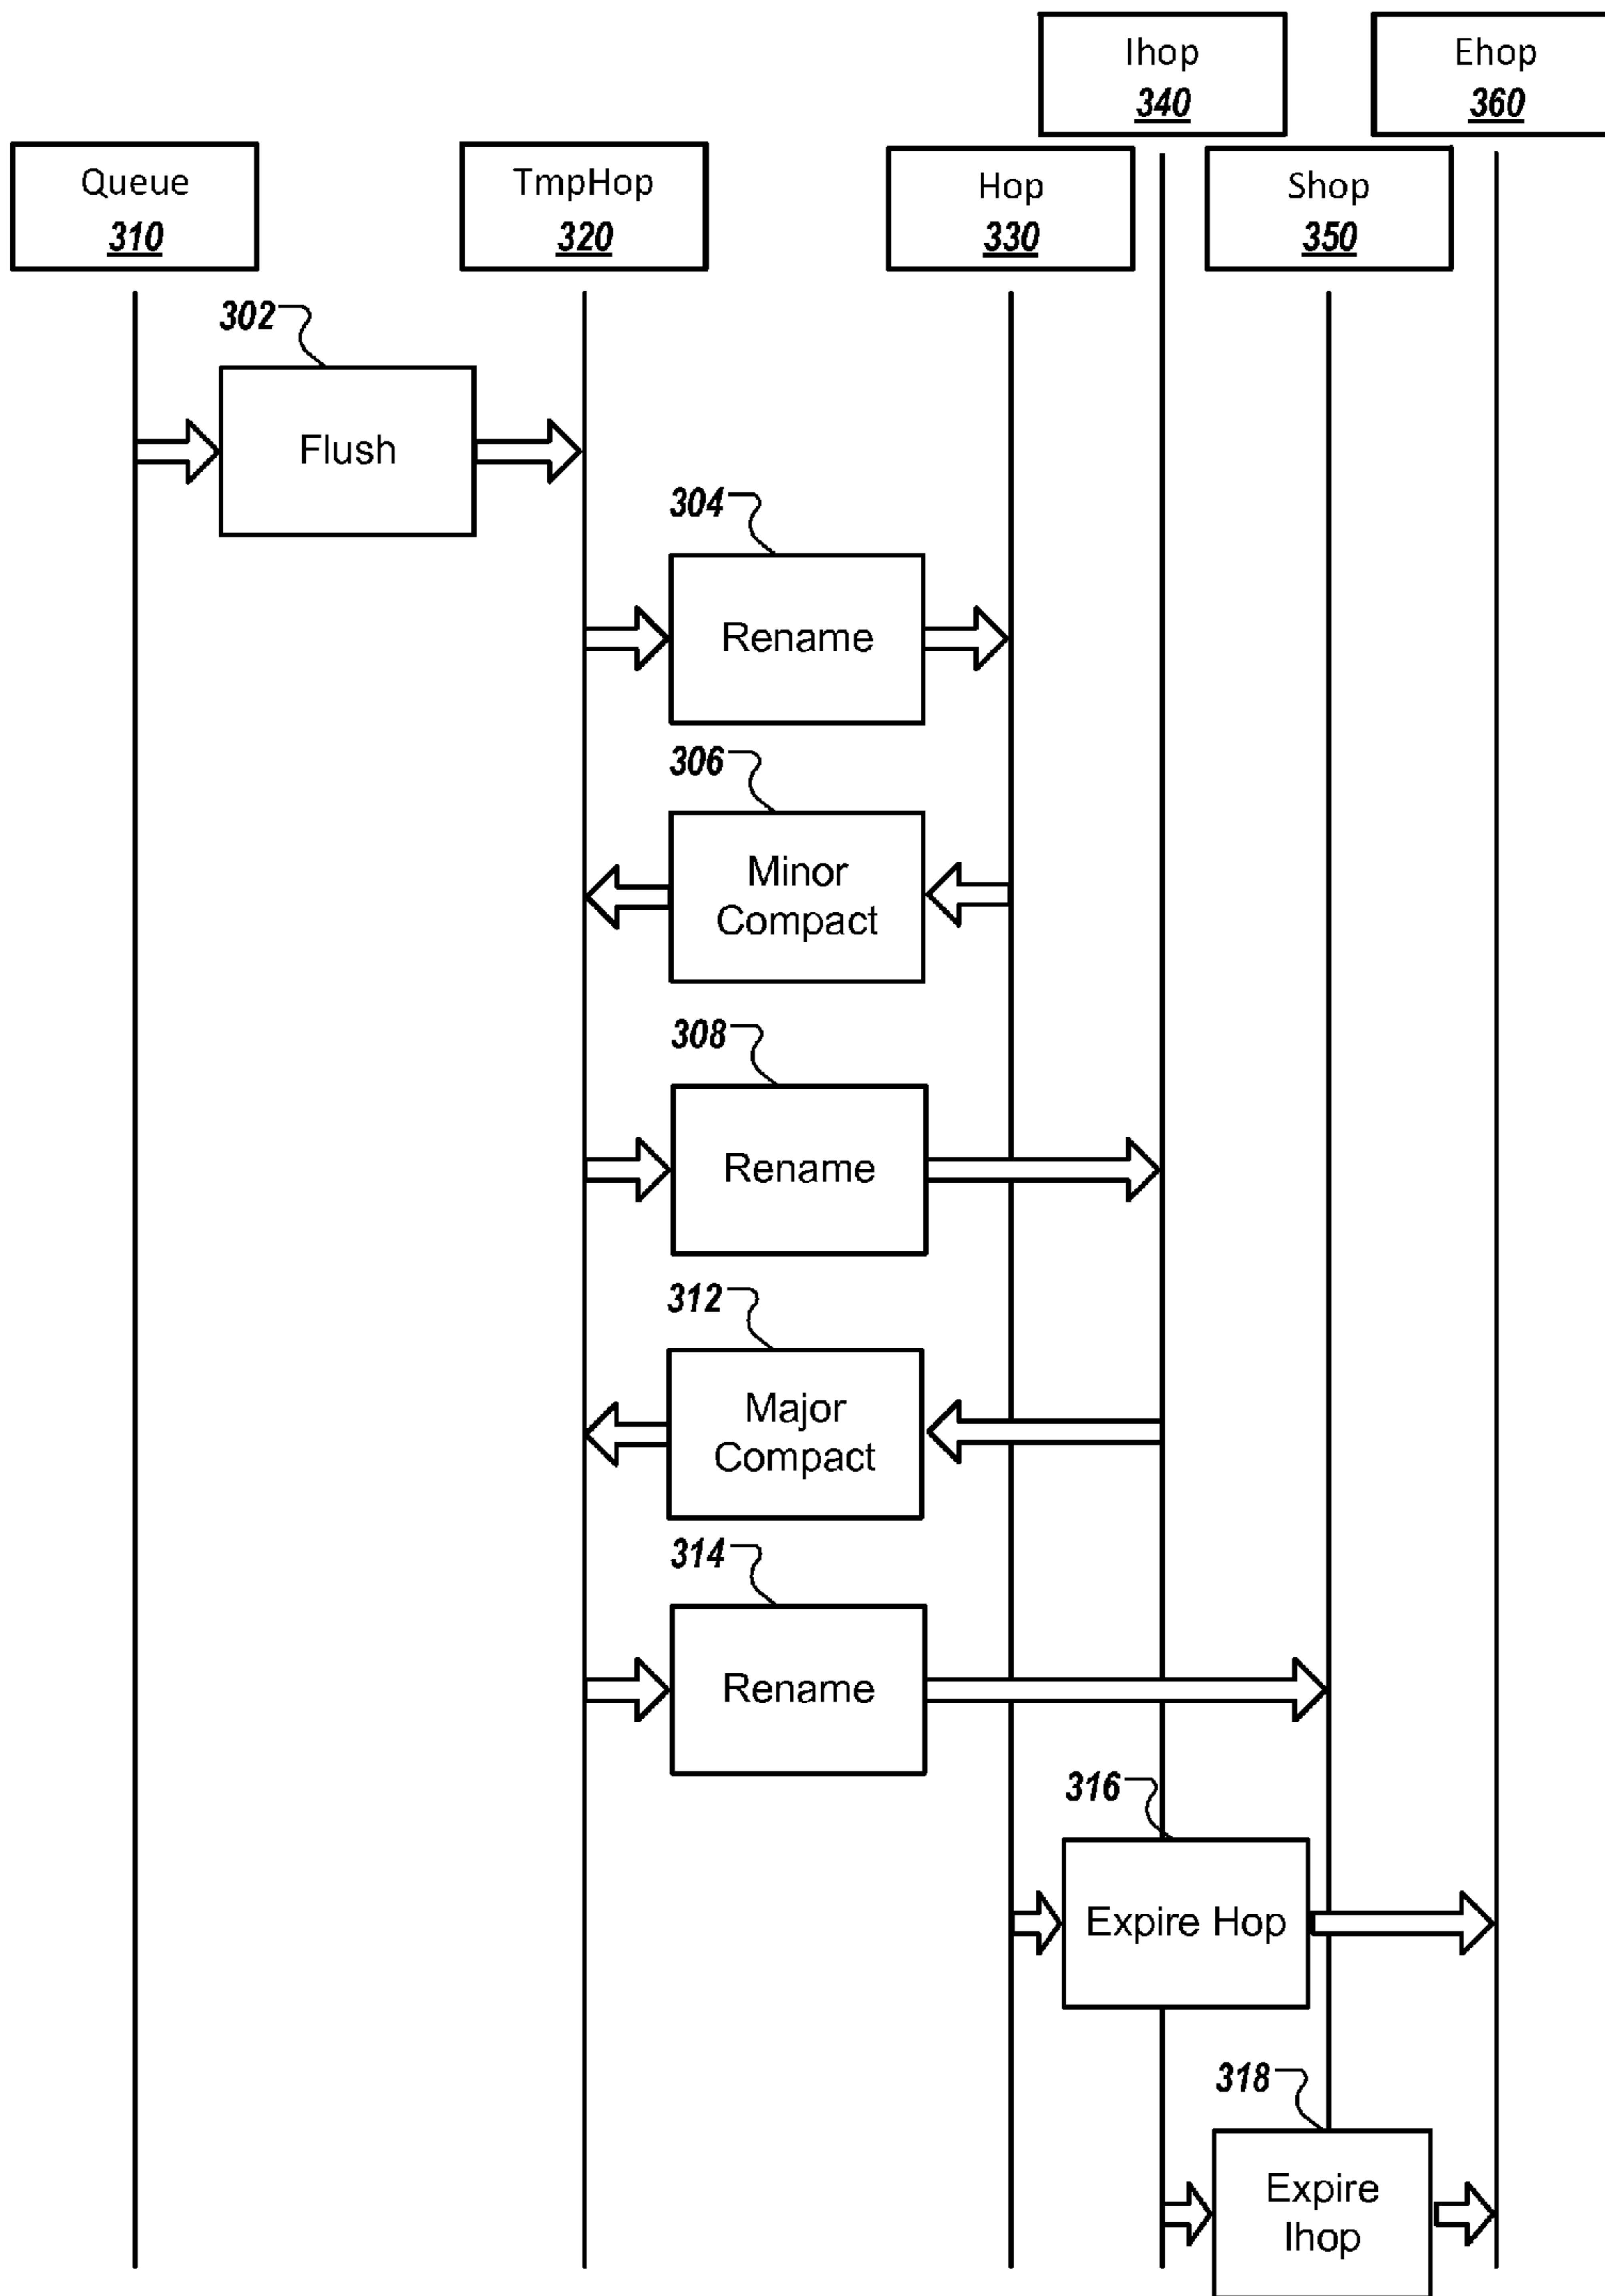 Ihop
340
Ehop
360
Queue
310
TmpHop
320
Hop
330
Shop
350
302
Flush
304
Rename
306
Minor
Compact
308
Rename
312
Major
Compact
314
Rename
316
Expire Hop
318
Expire
Ihop